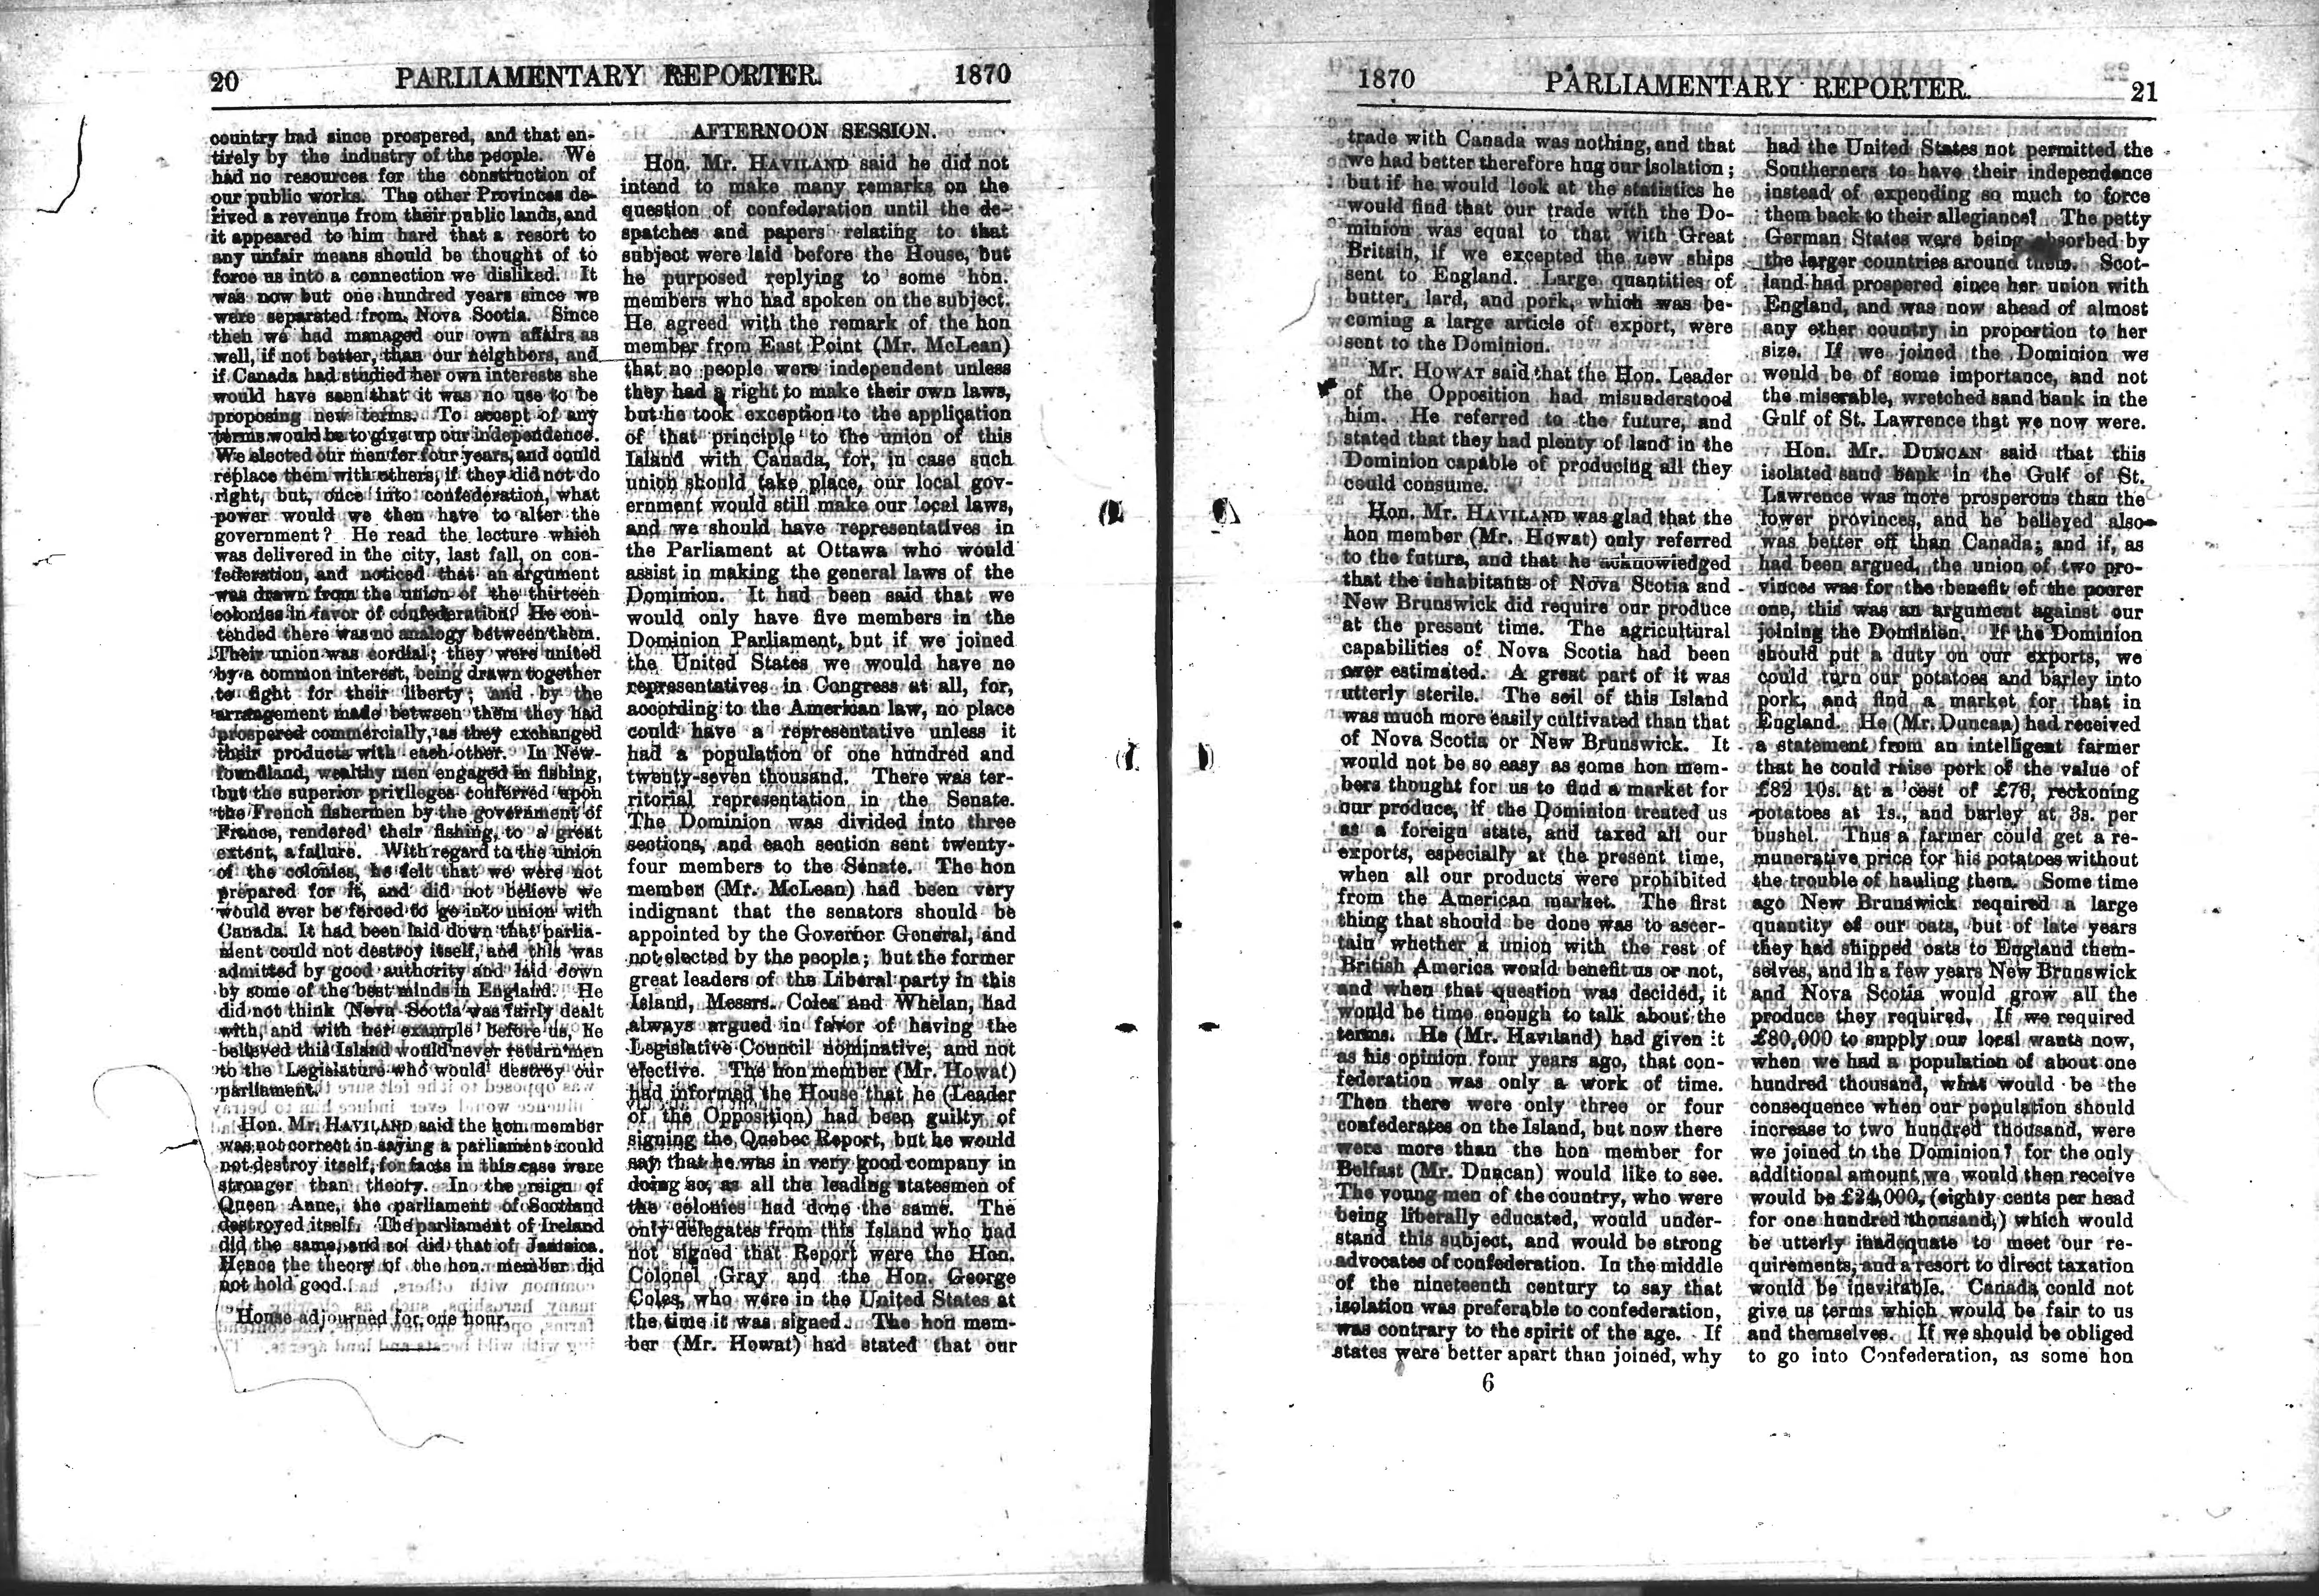 20 PARLIAMENTARY REPORTER. 1870
country had since prospered, and that en-
tirely by the industry of the people. We
had no resources for the construction of
our public works. The other Provinces de-
rived a revenue from their public lands, and
it appeared to him hard that a resort to
any unfair means should be thought of to
force us into a connection we disliked. It
was now but one hundred years since we
were separated from Nova Scotia. Since
then we had managed our own affairs as
well, if not better, than our neighbors, and
if Canada had studied her own interests she
would have seen that it was no use to be
proposing new terms. To accept of any
terms would be to give up our independence.
We elected our men for four years, and could
replace them with others, if they did not do
right, but, once into confederation, what
power would we then have to alter the
government? He read the lecture which
was delivered in the city, last fall, on con-
federation, and noticed that an argument
was drawn from the union of the thirteen
colonies in favor of confederation? He con-
tended there was no analogy between them.
Their union was cordial; they were united
by a common interest, being drawn together
to fight for their liberty; and by the
arrangement made between them they had
prospered commercially, as they exchanged
their products with each other. In New-
foundland, wealthy men engaged in fishing,
but the superior privileges conferred upon
the French fishermen by the government of
France, rendered their fishing, to a great
extent, a failure. With regard to the union
of the colonies, he felt that we were not
prepared for it, and did not believe we
would ever be forced to go into union with
Canada. It had been laid down that parlia-
ment could not destroy itself, and this was
admitted by good authority and laid down
by some of the best minds in England. He
did not think Nova Scotia was fairly dealt
with, and with her example before us, he
believed this Island would never return men
to the Legislature who would destroy our
parliament.
Hon. Mr. HAVILAND said the hon. member
was not correct in saying a parliament could
not destroy itself, for facts in this case were
stronger than theory. In the reign of
Queen Anne, the parliament of Scotland
destroyed itself. The parliament of Ireland
did the same, and so did that of Jamaica.
Hence the theory of the hon. member did
not hold good.
House adjourned for one hour.
AFTERNOON SESSION.
Hon. Mr. HAVILAND said he did not
intend to make many remarks on the
question of confederation until the de-
spatches and papers relating to that
subject were laid before the House, but
he purposed replying to some hon.
members who had spoken on the subject.
He agreed with the remark of the hon
member from East Point (Mr. McLean)
that no people were independent unless
they had a right to make their own laws,
but he took exception to the application
of that principle to the union of this
Island with Canada, for, in case such
union should take place, our local gov-
ernment would still make our local laws,
and we should have representatives in
the Parliament at Ottawa who would
assist in making the general laws of the
Dominion. It had been said that we
would only have five members in the
Dominion Parliament, but if we joined
the United States we would have no
representatives in Congress at all, for,
according to the American law, no place
could have a representative unless it
had a population of one hundred and
twenty-seven thousand. There was ter-
ritorial representation in the Senate.
The Dominion was divided into three
sections, and each section sent twenty-
four members to the Senate. The hon
member (Mr. McLean) had been very
indignant that the senators should be
appointed by the Governor General, and
not elected by the people; but the former
great leaders of the Liberal party in this
Island, Messrs. Coles and Whelan, had
always argued in favor of having the
Legislative Council nominative, and not
elective. The hon member (Mr. Howat)
had informed the House that he (Leader
of the Opposition) had been guilty of
signing the Quebec Report, but he would
say that he was in very good company in
doing so, as all the leading statesmen of
the colonies had done the same. The
only delegates from this Island who had
not signed that Report were the Hon.
Colonel Gray and the Hon. George
Coles, who were in the United States at
the time it was signed. The hon mem-
ber (Mr. Howat) had stated that our
1870 PARLIAMENTARY REPORTER. 21
trade with Canada was nothing, and that
we had better therefore hug our isolation;
but if he would look at the statistics he
would find that our trade with the Do-
minion was equal to that with Great
Britain, if we excepted the new ships
sent to England. Large quantities of
butter, lard, and pork, which was be-
coming a large article of export, were
sent to the Dominion.
Mr. HOWAT said that the Hon. Leader
of the Opposition had misunderstood
him. He referred to the future, and
stated that they had plenty of land in the
Dominion capable of producing all they
could consume.
Hon. Mr. HAVILAND was glad that the
hon member (Mr. Howat) only referred
to the future, and that he acknowledged
that the inhabitants of Nova Scotia and
New Brunswick did require our produce
at the present time. The agricultural
capabilities of Nova Scotia had been
over estimated. A great part of it was
utterly sterile. The soil of this Island
was much more easily cultivated than that
of Nova Scotia or New Brunswick. It
would not be so easy as some hon mem-
bers thought for us to find a market for
our produce, if the Dominion treated us
as a foreign state, and taxed all our
exports, especially at the present time,
when all our products were prohibited
from the American market. The first
thing that should be done was to ascer-
tain whether a union with the rest of
British America would benefit us or not,
and when that question was decided, it
would be time enough to talk about the
terms. He (Mr. Haviland) had given it
as his opinion four years ago, that con-
federation was only a work of time.
Then there were only three or four
confederates on the Island, but now there
were more than the hon member for
Belfast (Mr. Duncan) would like to see.
The young men of the country, who were
being liberally educated, would under-
stand this subject, and would be strong
advocates of confederation. In the middle
of the nineteenth century to say that
isolation was preferable to confederation,
was contrary to the spirit of the age. If
states were better apart than joined, why
had the United States not permitted the
Southerners to have their independence
instead of expending so much to force
them back to their allegiance! The petty
German States were being absorbed by
the larger countries around them. Scot-
land had prospered since her union with
England, and was now ahead of almost
any other country in proportion to her
size. If we joined the Dominion we
would be of some importance, and not
the miserable, wretched sand bank in the
Gulf of St. Lawrence that we now were.
Hon. Mr. DUNCAN said that this
isolated sand bank in the Gulf of St.
Lawrence was more prosperous than the
lower provinces, and he believed also
was better off than Canada; and if, as
had been argued, the union of two pro-
vinces was for the benefit of the poorer
one, this was an argument against our
joining the Dominion. If the Dominion
should put a duty on our exports, we
could turn our potatoes and barley into
pork, and find a market for that in
England. He (Mr. Duncan) had received
a statement from an intelligent farmer
that he could raise pork of the value of
£82 10s. at a cost of £76, reckoning
potatoes at 1s., and barley at 3s. per
bushel. Thus a farmer could get a re-
munerative price for his potatoes without
the trouble of hauling them. Some time
ago New Brunswick required a large
quantity of our oats, but of late years
they had shipped oats to England them-
selves, and in a few years New Brunswick
and Nova Scotia would grow all the
produce they required. If we required
£80,000 to supply our local wants now,
when we had a population of about one
hundred thousand, what would be the
consequence when our population should
increase to two hundred thousand, were
we joined to the Dominion? for the only
additional amount we would then receive
would be £24,000, (eighty cents per head
for one hundred thousand,) which would
be utterly inadequate to meet our re-
quirements, and a resort to direct taxation
would be inevitable. Canada could not
give us terms which would be fair to us
and themselves. If we should be obliged
to go into Confederation, as some hon
6